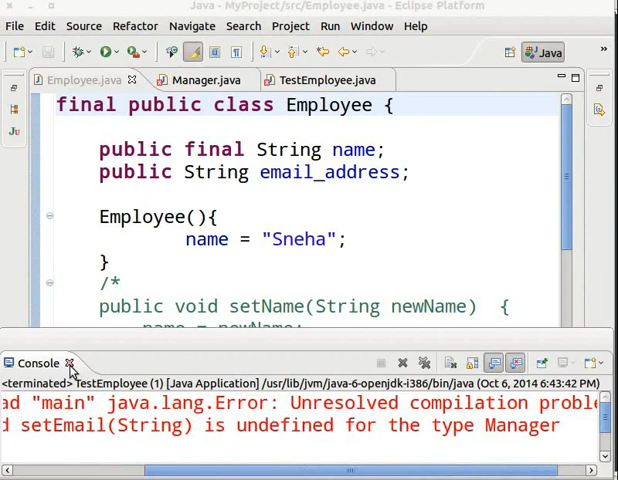 Java - MyProject/src/Employee.java - Eclipse Platform
File Edit Source Refactor Navigate Search Project Run Window Help
Java »
Employee.java Manager.java TestEmployee.java
final public class Employee {
public final String name;
public String email_address;
Employee(){
name = "Sneha";
}
/*
public void setName(String newName) {
name = newName;
Console
<terminated> TestEmployee (1) [Java Application] /usr/lib/jvm/java-6-openjdk-i386/bin/java (Oct 6, 2014 6:43:42 PM)
ad "main" java.lang.Error: Unresolved compilation proble
d setEmail(String) is undefined for the type Manager